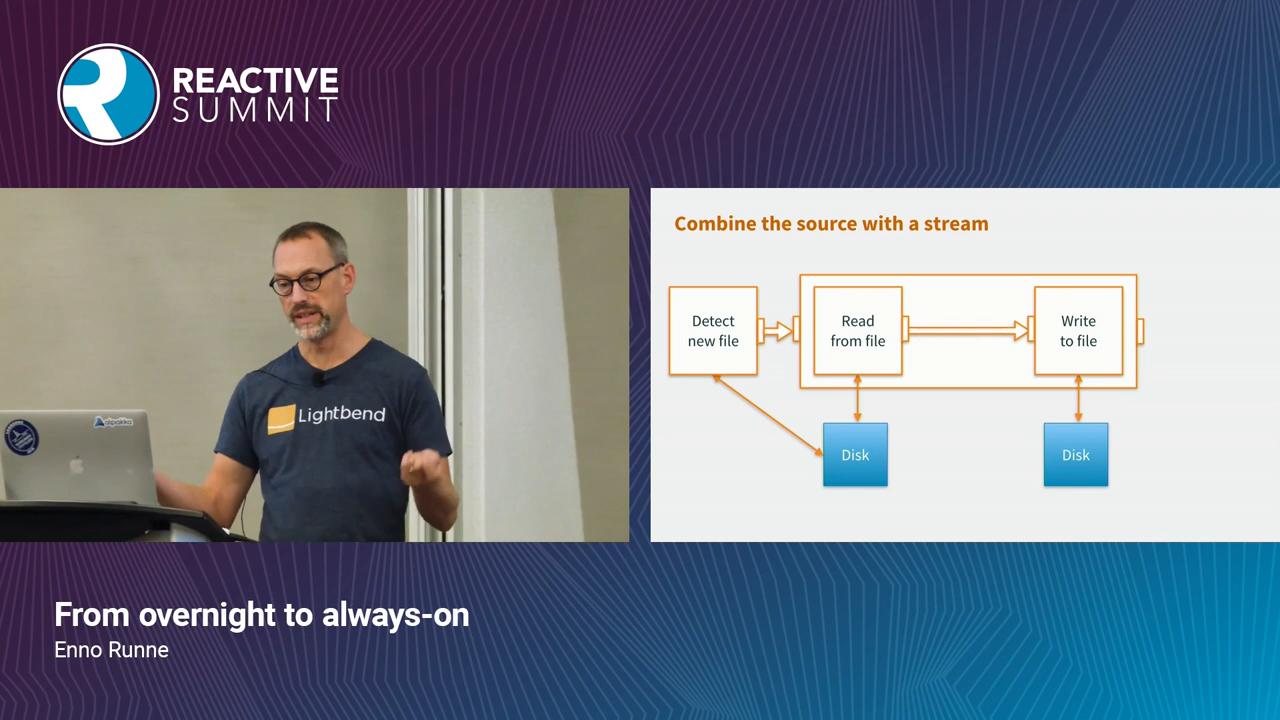 REACTIVE
SUMMIT
alpakka
Lightbend
Combine the source with a stream
Detect
new file
Read
from file
Write
to file
Disk
Disk
From overnight to always-on
Enno Runne